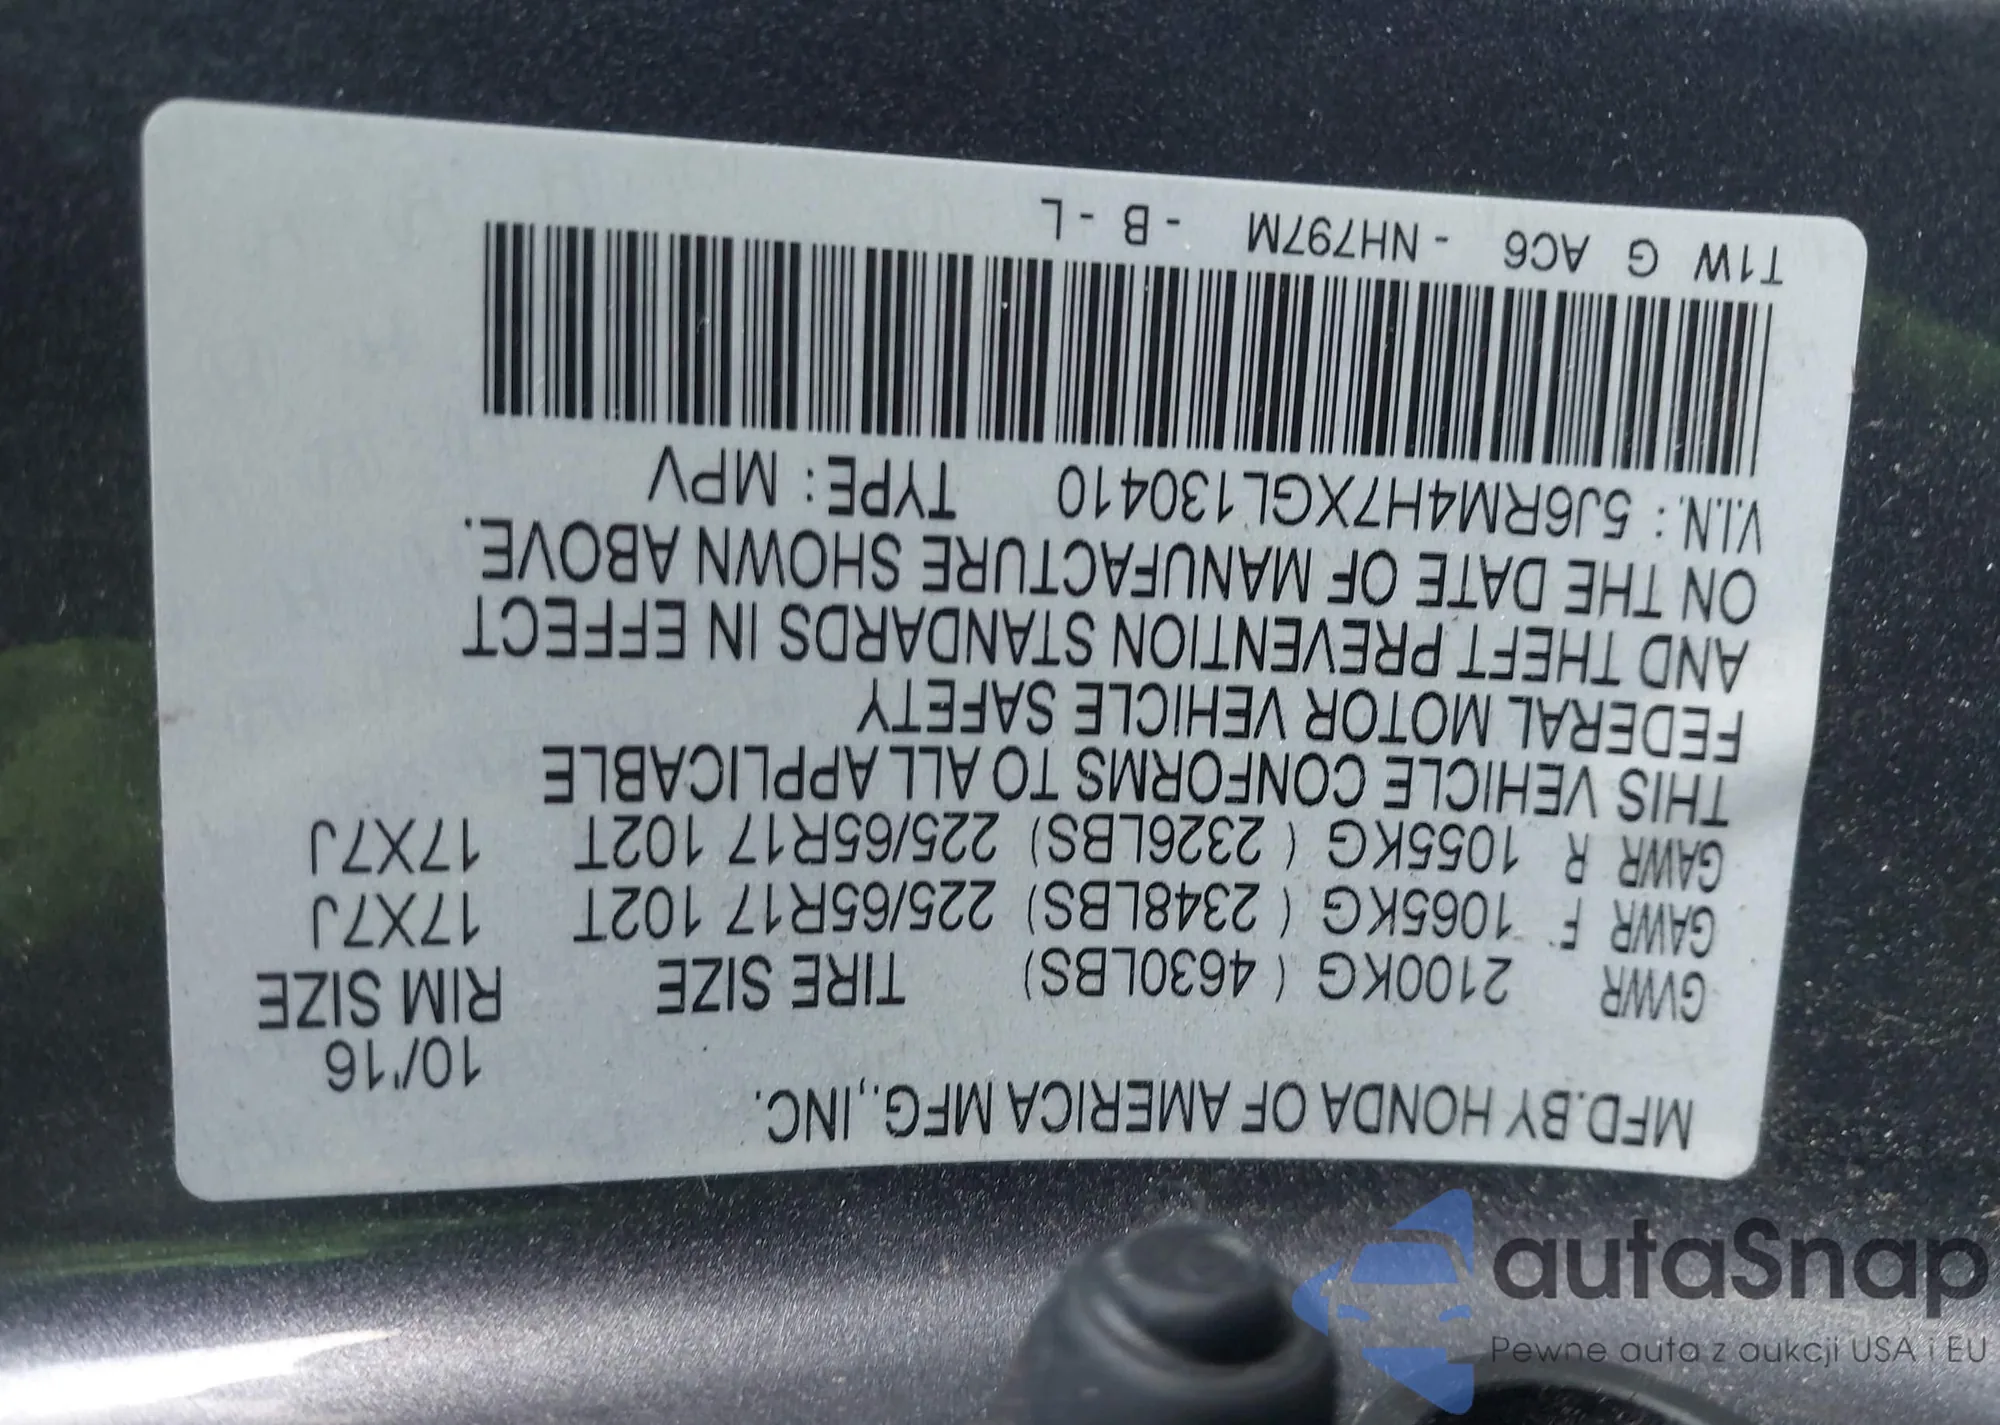 MFD.BY HONDA OF AMERICA MFG.,INC.
10/'16
GVWR 2100KG ( 4630LBS) TIRE SIZE RIM SIZE
GAWR F 1065KG ( 2348LBS) 225/65R17 102T 17X7J
GAWR R 1055KG ( 2326LBS) 225/65R17 102T 17X7J
THIS VEHICLE CONFORMS TO ALL APPLICABLE
FEDERAL MOTOR VEHICLE SAFETY
AND THEFT PREVENTION STANDARDS IN EFFECT
ON THE DATE OF MANUFACTURE SHOWN ABOVE.
V.I.N. : 5J6RM4H7XGL130410 TYPE : MPV
T1W G AC6 - NH797M - B - L
autaSnap
Pewne auta z aukcji USA i EU